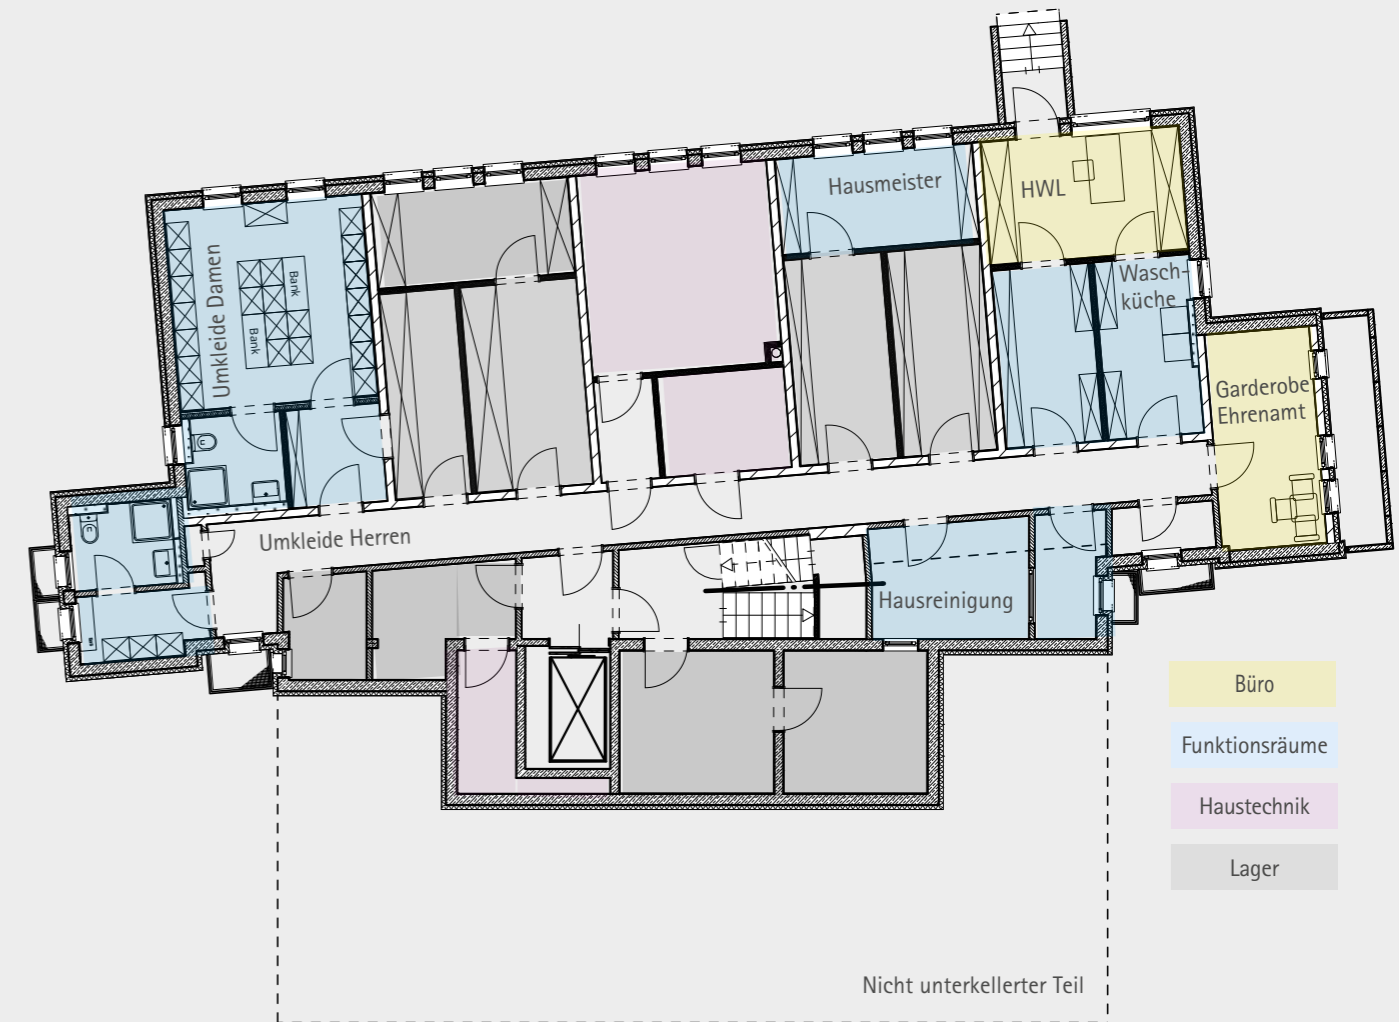 Hausmeister
HWL
Umkleide Damen
Bank
Bank
Wasch-
küche
Garderobe
Ehrenamt
Umkleide Herren
Hausreinigung
Büro
Funktionsräume
Haustechnik
Lager
Nicht unterkellerter Teil